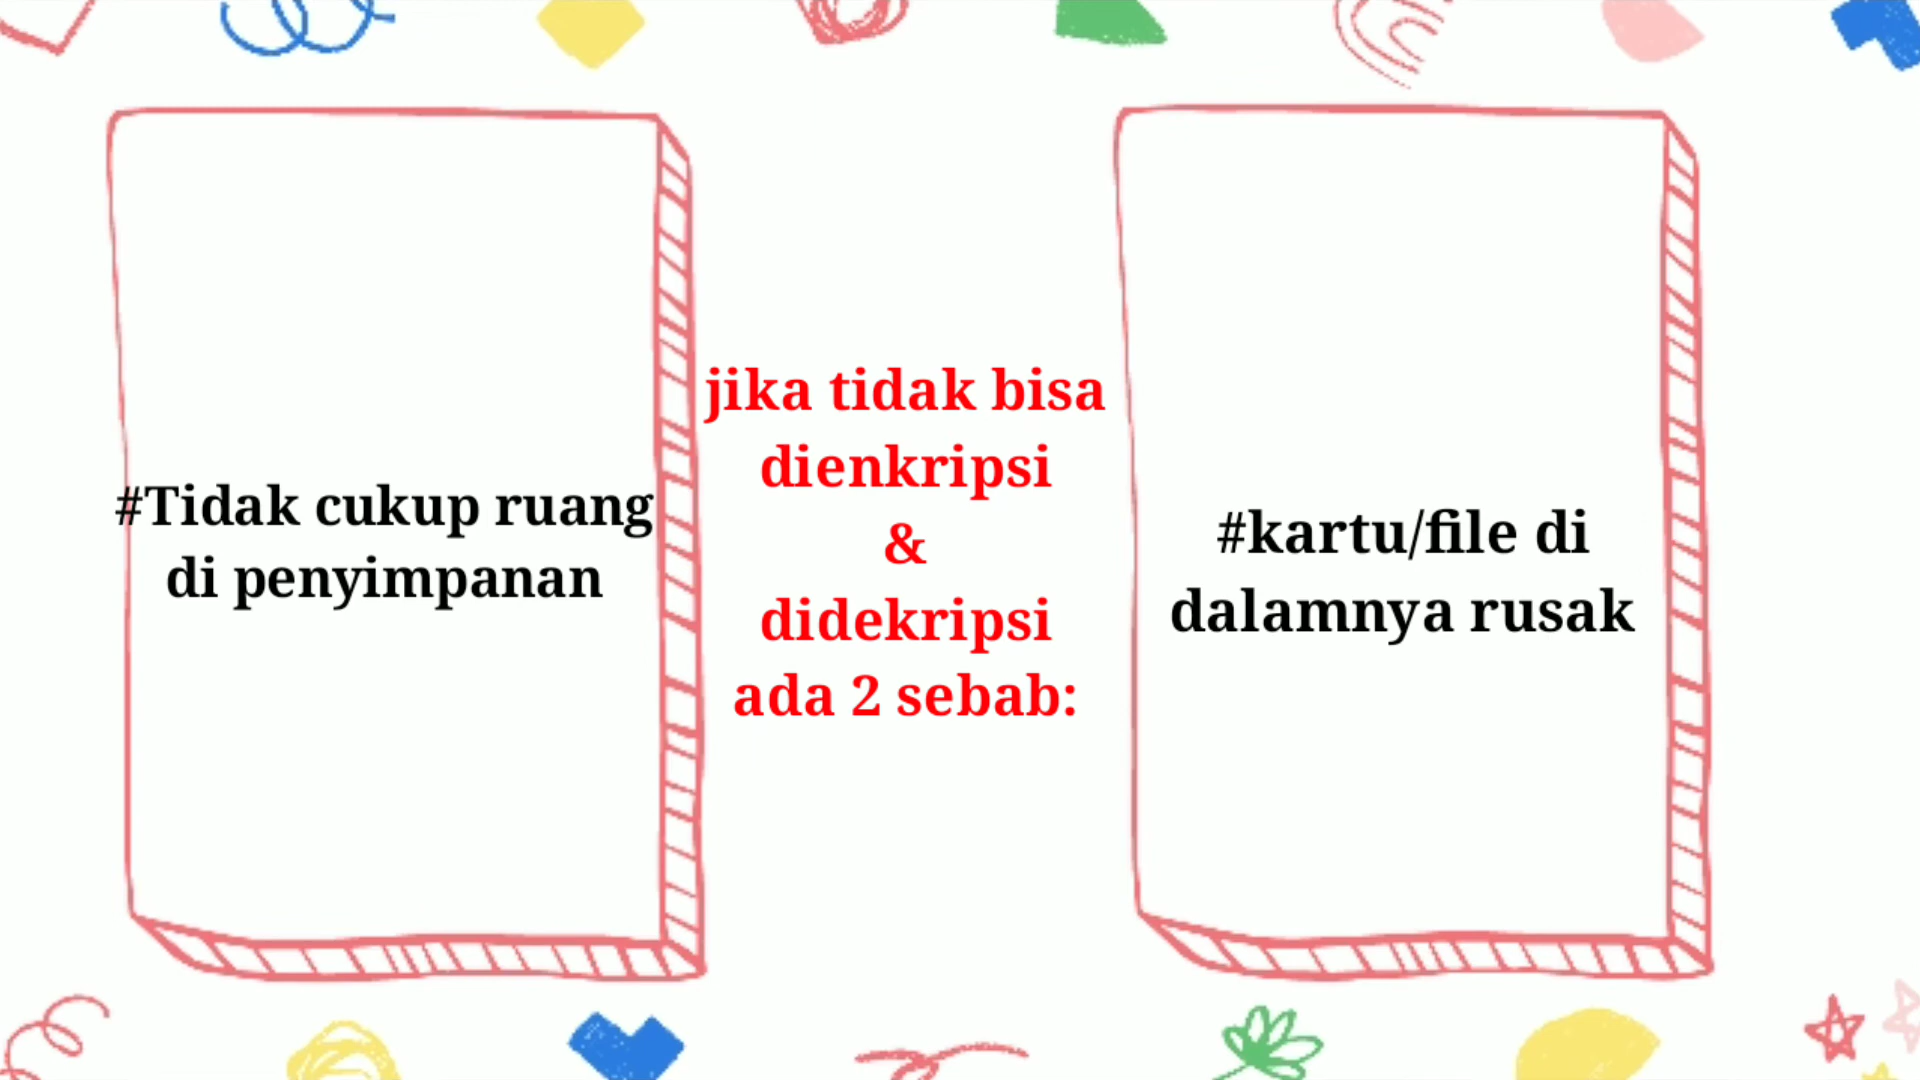 #Tidak cukup ruang
di penyimpanan
jika tidak bisa
dienkripsi
&
didekripsi
ada 2 sebab:
#kartu/file di
dalamnya rusak